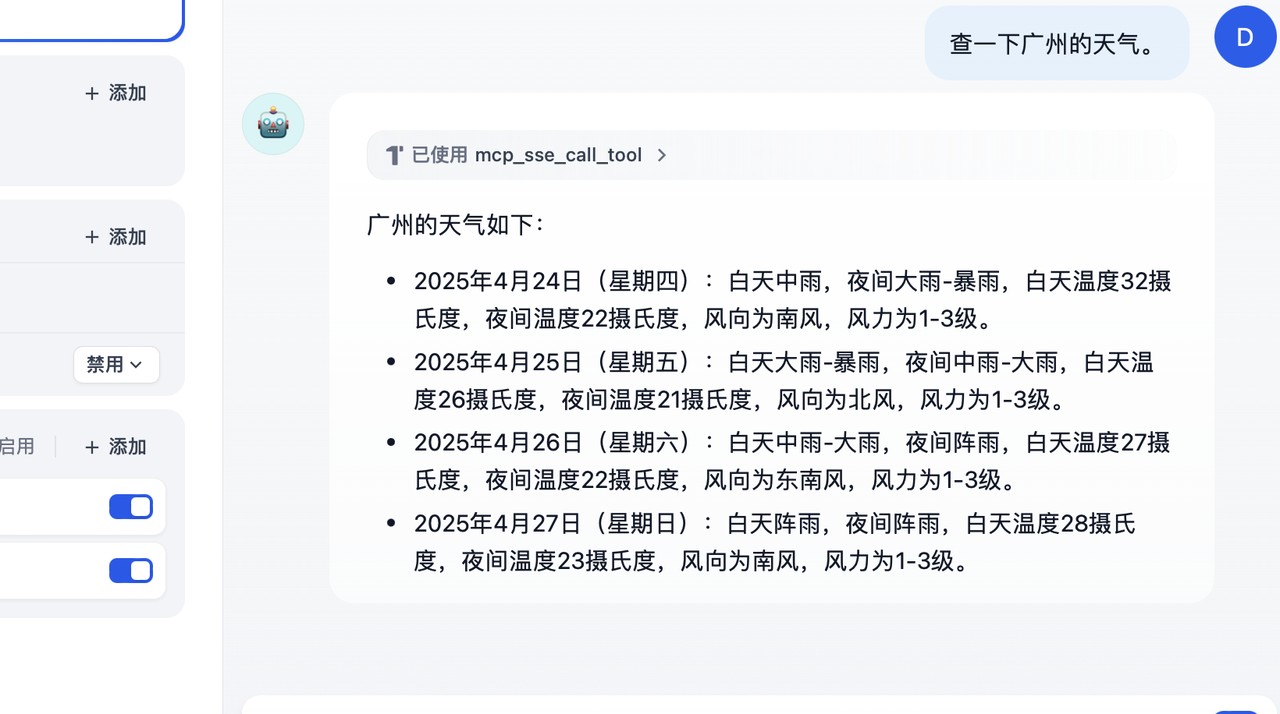 + 添加
+ 添加
禁用
启用
+ 添加
查一下广州的天气。
D
已使用 mcp_sse_call_tool
广州的天气如下：
• 2025年4月24日（星期四）：白天中雨，夜间大雨-暴雨，白天温度32摄
氏度，夜间温度22摄氏度，风向为南风，风力为1-3级。
• 2025年4月25日（星期五）：白天大雨-暴雨，夜间中雨-大雨，白天温
度26摄氏度，夜间温度21摄氏度，风向为北风，风力为1-3级。
• 2025年4月26日（星期六）：白天中雨-大雨，夜间阵雨，白天温度27摄
氏度，夜间温度22摄氏度，风向为东南风，风力为1-3级。
• 2025年4月27日（星期日）：白天阵雨，夜间阵雨，白天温度28摄氏
度，夜间温度23摄氏度，风向为南风，风力为1-3级。